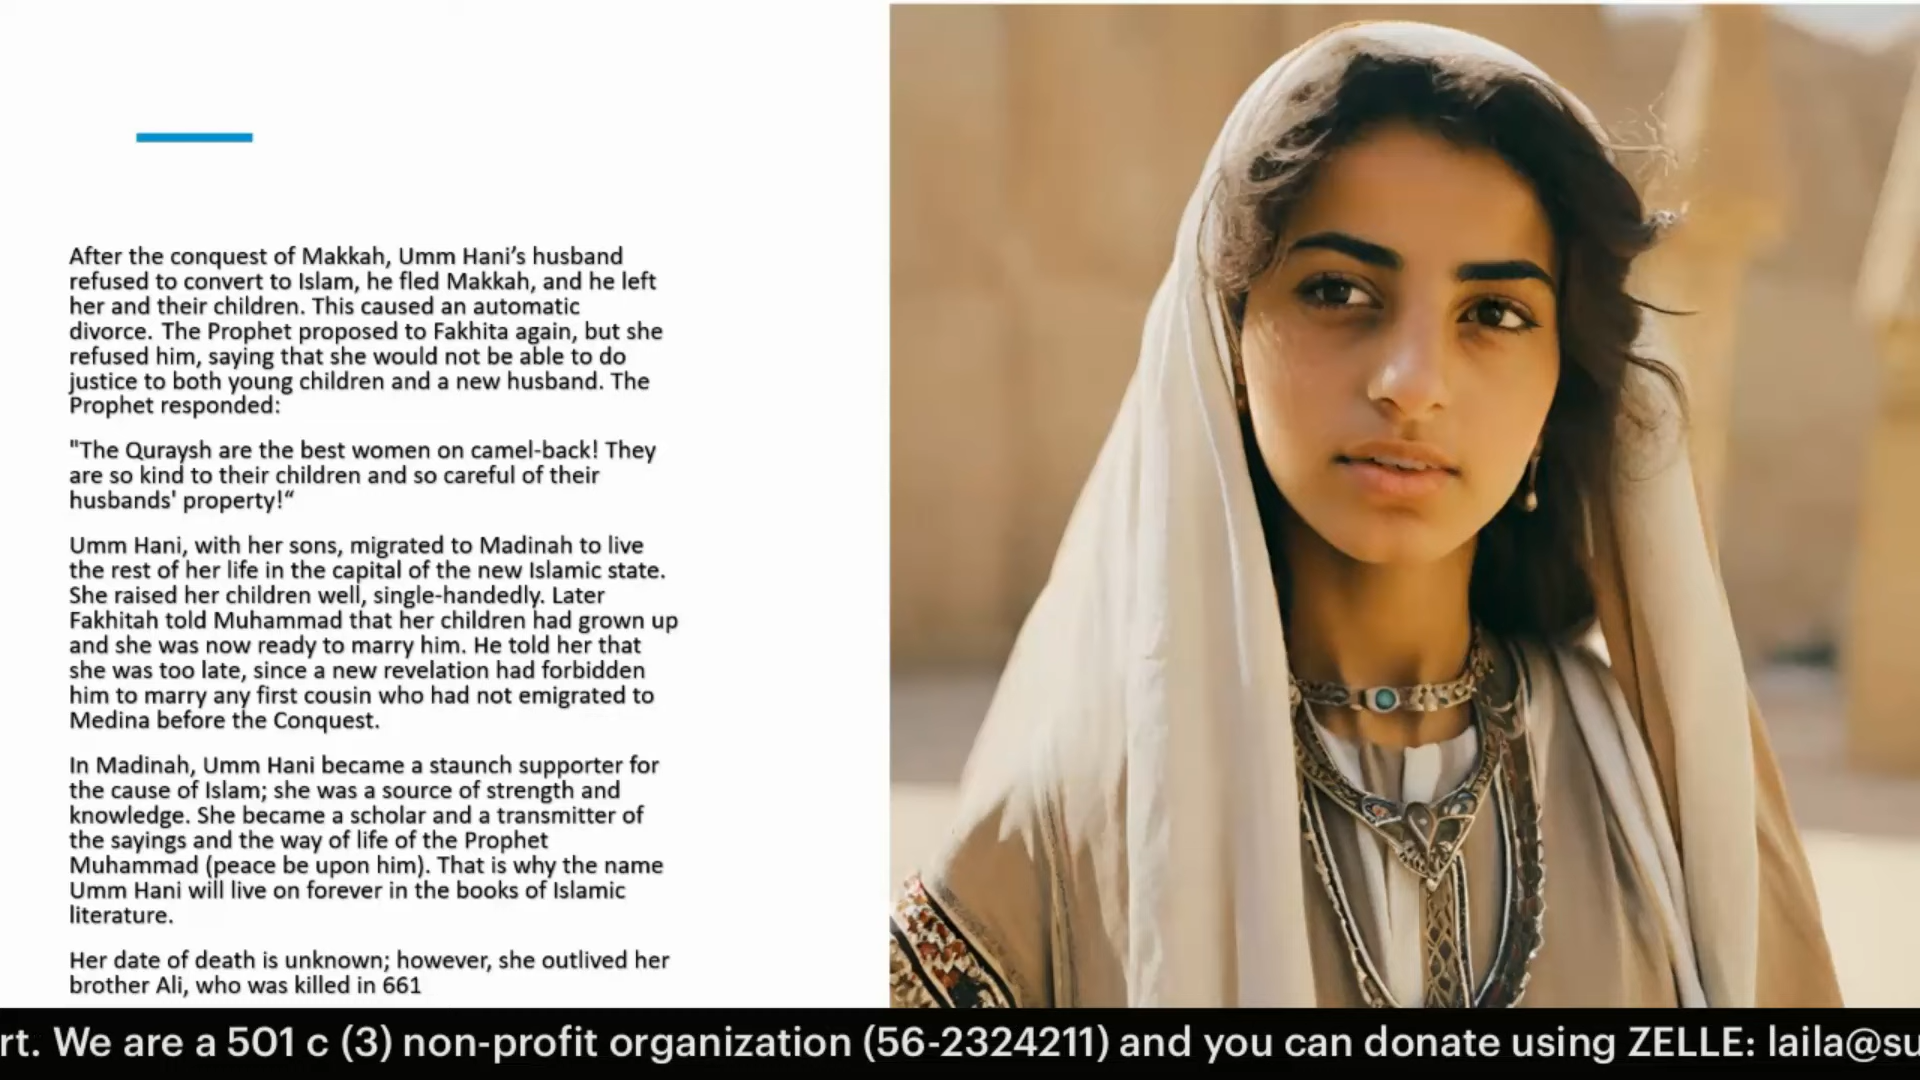 After the conquest of Makkah, Umm Hani’s husband
refused to convert to Islam, he fled Makkah, and he left
her and their children. This caused an automatic
divorce. The Prophet proposed to Fakhita again, but she
refused him, saying that she would not be able to do
justice to both young children and a new husband. The
Prophet responded:
"The Quraysh are the best women on camel-back! They
are so kind to their children and so careful of their
husbands' property!“
Umm Hani, with her sons, migrated to Madinah to live
the rest of her life in the capital of the new Islamic state.
She raised her children well, single-handedly. Later
Fakhitah told Muhammad that her children had grown up
and she was now ready to marry him. He told her that
she was too late, since a new revelation had forbidden
him to marry any first cousin who had not emigrated to
Medina before the Conquest.
In Madinah, Umm Hani became a staunch supporter for
the cause of Islam; she was a source of strength and
knowledge. She became a scholar and a transmitter of
the sayings and the way of life of the Prophet
Muhammad (peace be upon him). That is why the name
Umm Hani will live on forever in the books of Islamic
literature.
Her date of death is unknown; however, she outlived her
brother Ali, who was killed in 661
rt. We are a 501 c (3) non-profit organization (56-2324211) and you can donate using ZELLE: laila@su